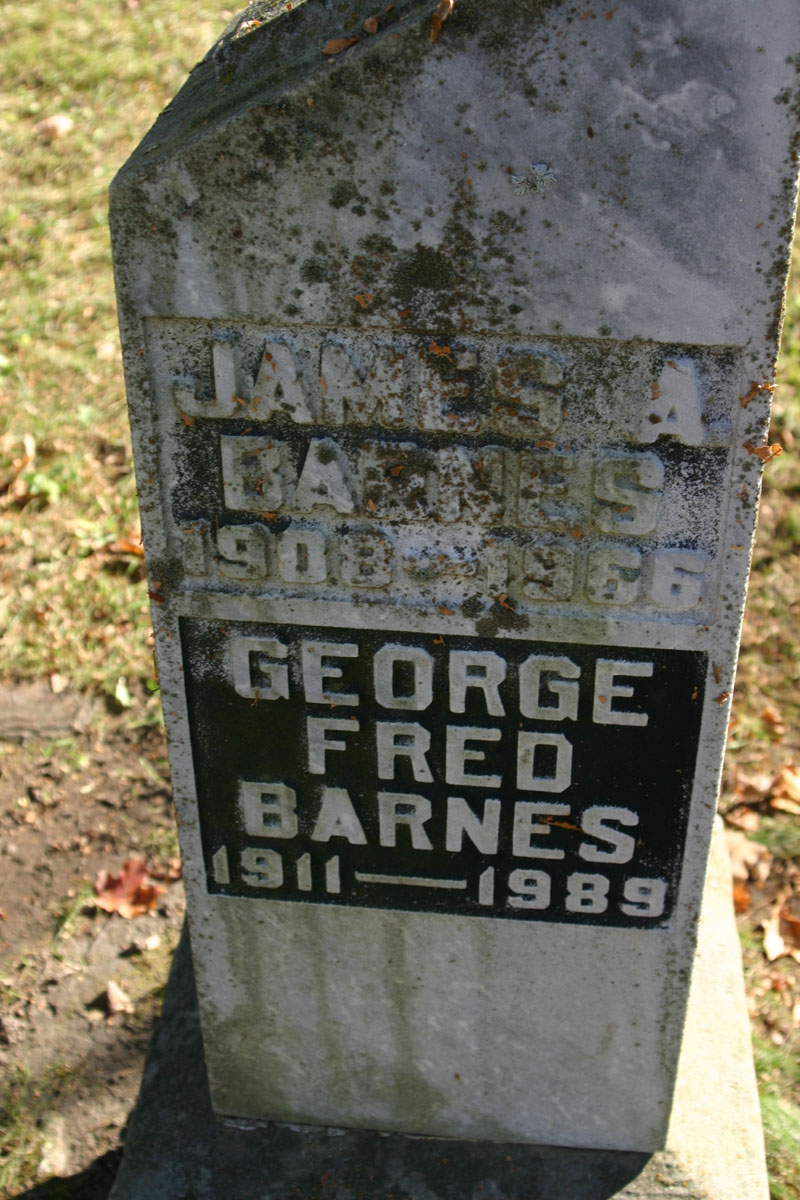 JAMES A.
BARNES
1908-1966
GEORGE
FRED
BARNES
1911—1989